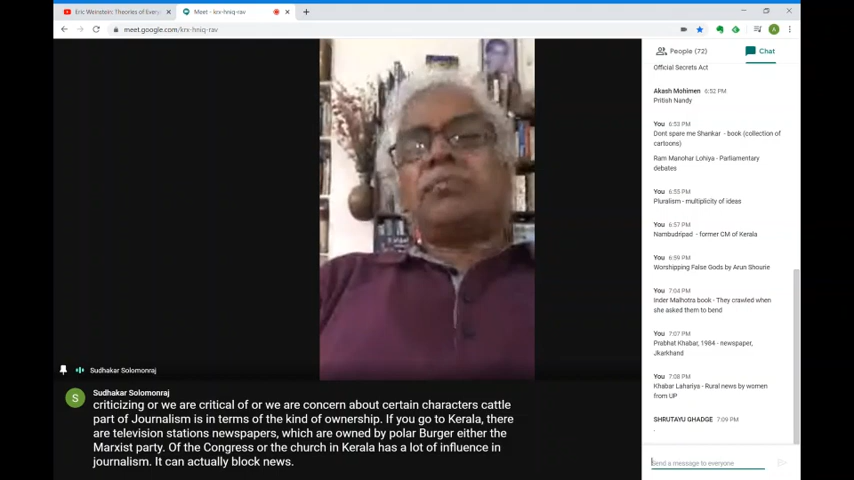 Eric Weinstein: Theories of Every
Meet - krx-hniq-rav
meet.google.com/krx-hniq-rav
People (72)
Chat
Official Secrets Act
Akash Mohimen 6:52 PM
Pritish Nandy
You 6:53 PM
Dont spare me Shankar - book (collection of
cartoons)
Ram Manohar Lohiya - Parliamentary
debates
You 6:55 PM
Pluralism - multiplicity of ideas
You 6:57 PM
Nambudripad - former CM of Kerala
You 6:59 PM
Worshipping False Gods by Arun Shourie
You 7:04 PM
Inder Malhotra book - They crawled when
she asked them to bend
You 7:07 PM
Prabhat Khabar, 1984 - newspaper,
Jkarkhand
You 7:08 PM
Khabar Lahariya - Rural news by women
from UP
SHRUTAYU GHADGE 7:09 PM
.
Send a message to everyone
Sudhakar Solomonraj
S
Sudhakar Solomonraj
criticizing or we are critical of or we are concern about certain characters cattle
part of Journalism is in terms of the kind of ownership. If you go to Kerala, there
are television stations newspapers, which are owned by polar Burger either the
Marxist party. Of the Congress or the church in Kerala has a lot of influence in
journalism. It can actually block news.